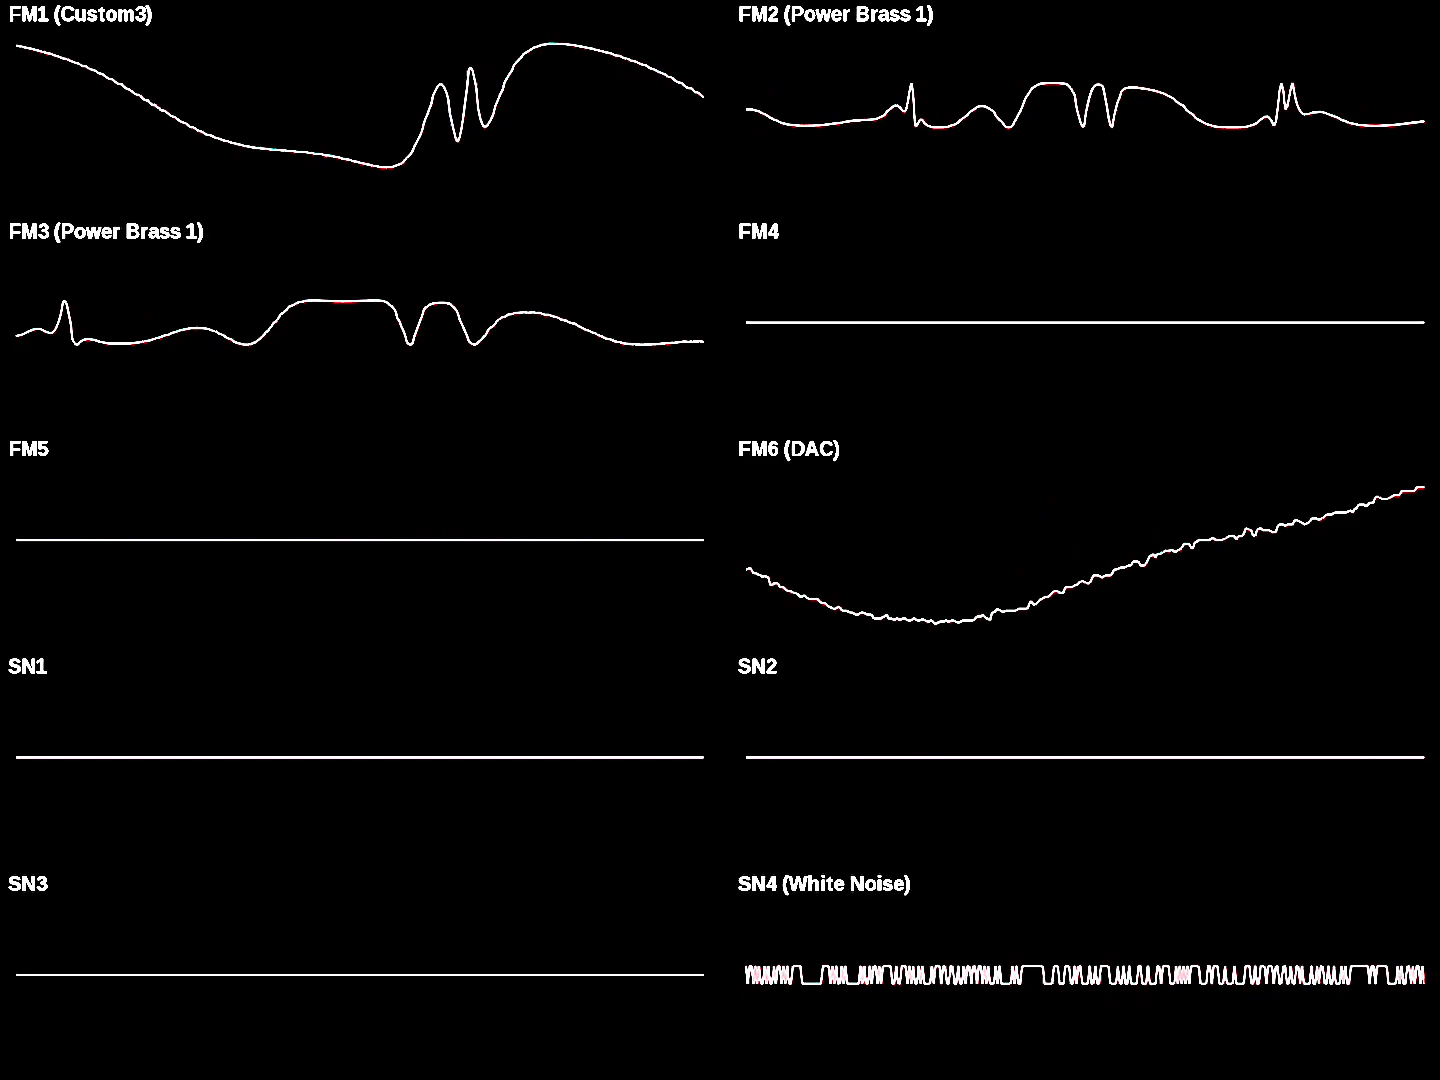 FM1 (Custom3)
FM2 (Power Brass 1)
FM3 (Power Brass 1)
FM4
FM5
FM6 (DAC)
SN1
SN2
SN3
SN4 (White Noise)